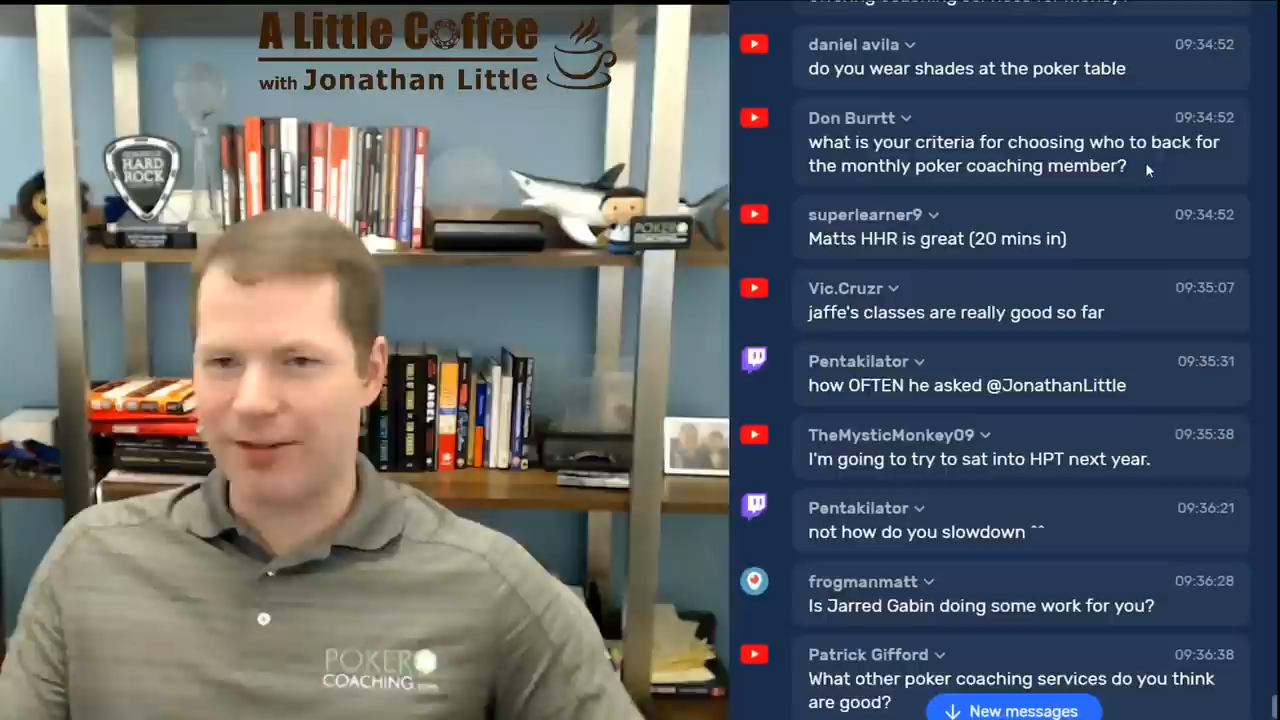 A Little Coffee
with Jonathan Little
HARD
ROCK
POKER
COACHING
POKER
COACHING.com
daniel avila 09:34:52
do you wear shades at the poker table
Don Burrtt 09:34:52
what is your criteria for choosing who to back for
the monthly poker coaching member?
superlearner9 09:34:52
Matts HHR is great (20 mins in)
Vic.Cruzr 09:35:07
jaffe's classes are really good so far
Pentakilator 09:35:31
how OFTEN he asked @JonathanLittle
TheMysticMonkey09 09:35:38
I'm going to try to sat into HPT next year.
Pentakilator 09:36:21
not how do you slowdown ^^
frogmanmatt 09:36:28
Is Jarred Gabin doing some work for you?
Patrick Gifford 09:36:38
What other poker coaching services do you think
are good?
New messages